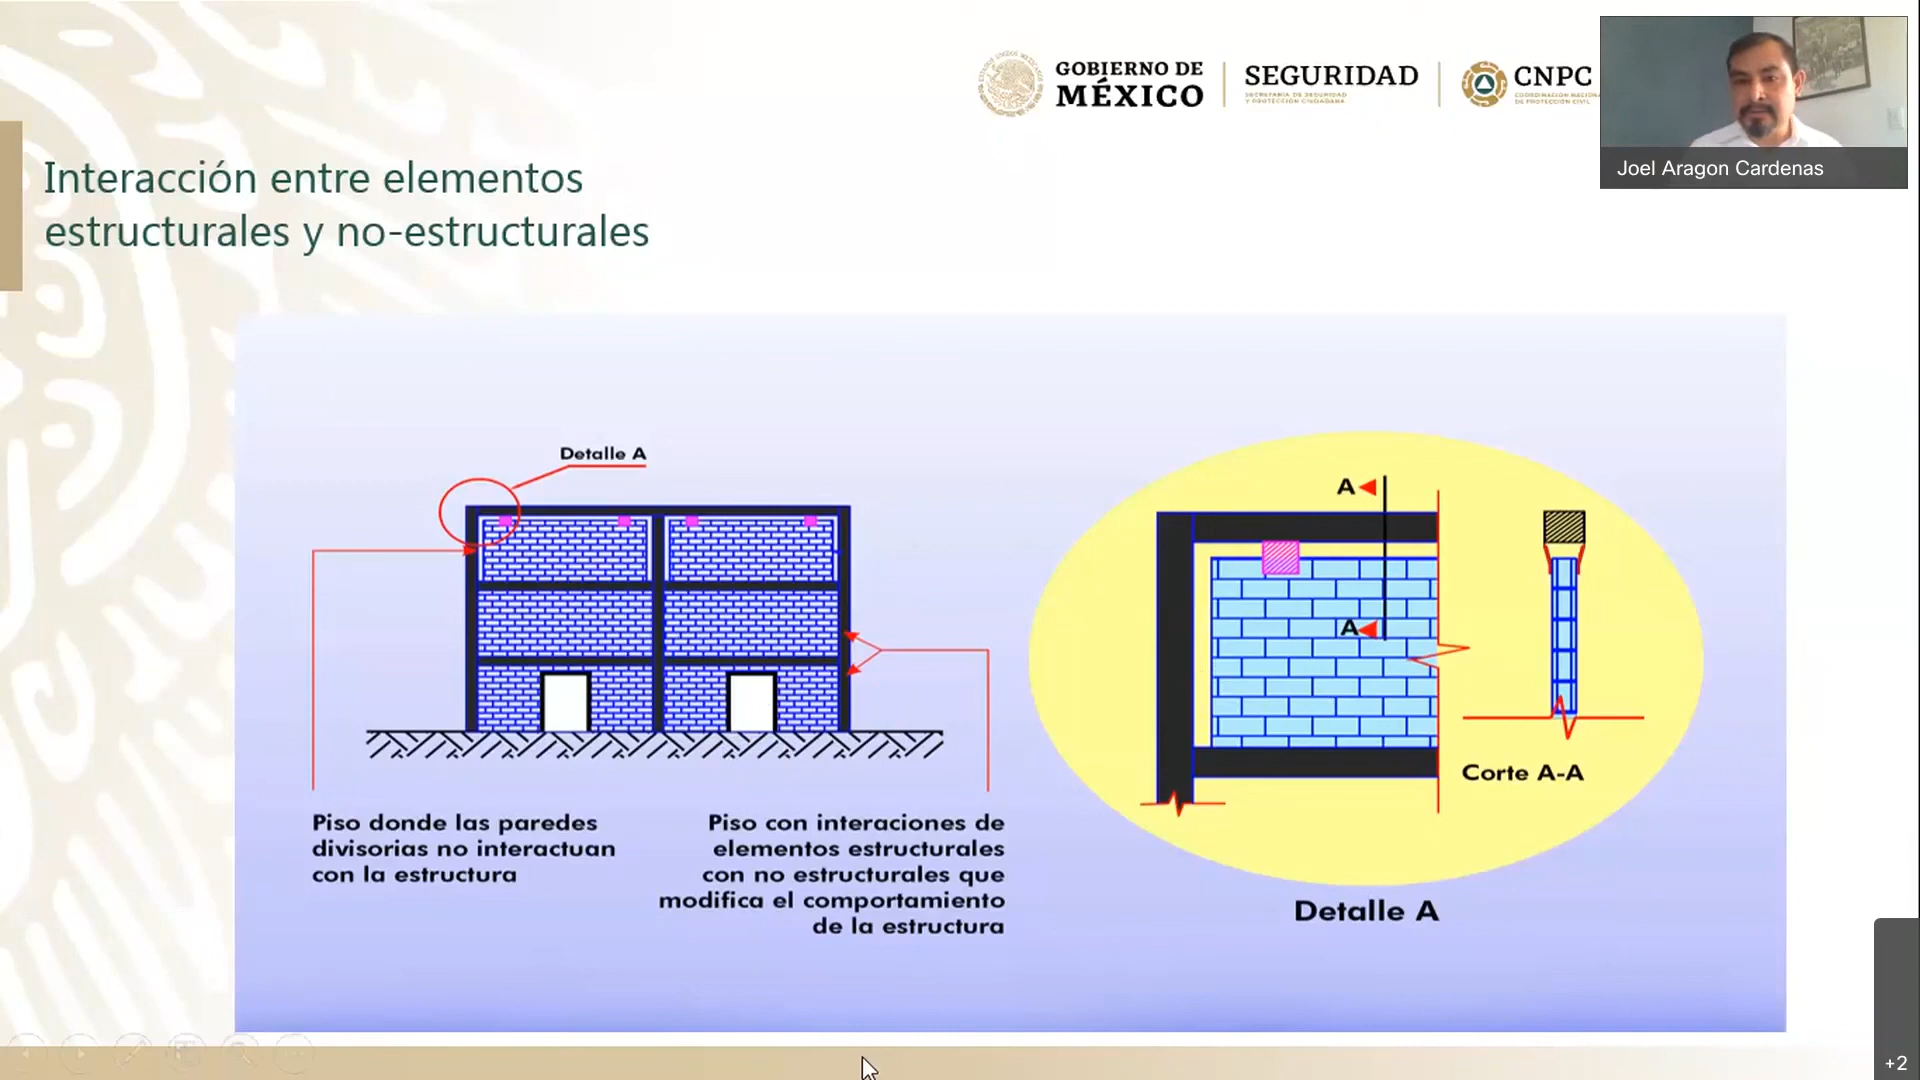 GOBIERNO DE
MÉXICO
SEGURIDAD
SECRETARÍA DE SEGURIDAD
Y PROTECCIÓN CIUDADANA
CNPC
COORDINACIÓN NACIONAL
DE PROTECCIÓN CIVIL
Joel Aragon Cardenas
Interacción entre elementos
estructurales y no-estructurales
Detalle A
A
A
Corte A-A
Piso donde las paredes
divisorias no interactuan
con la estructura
Piso con interaciones de
elementos estructurales
con no estructurales que
modifica el comportamiento
de la estructura
Detalle A
+2